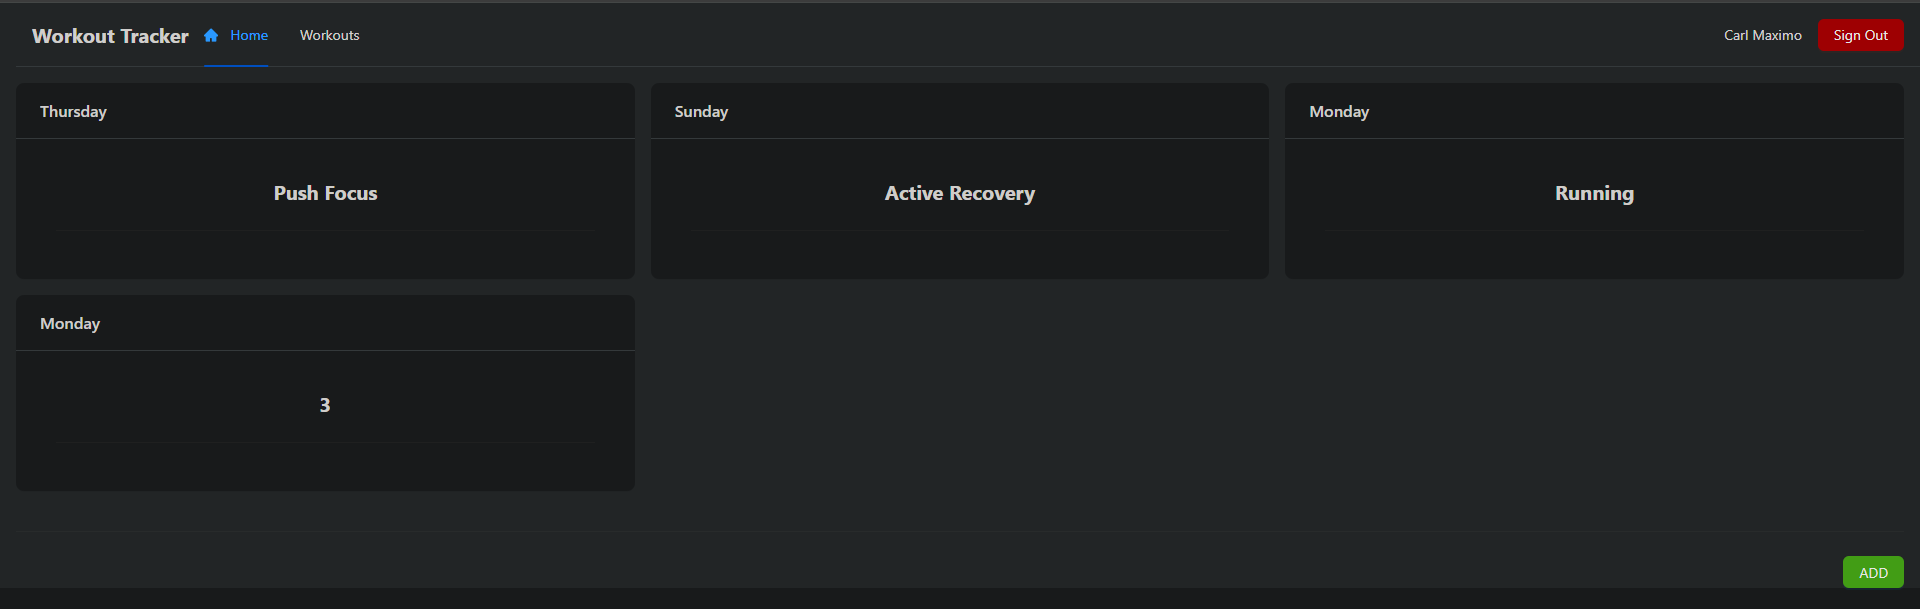 Workout Tracker Home Workouts Carl Maximo Sign Out
Thursday Sunday Monday
Push Focus Active Recovery Running
Monday
3
ADD